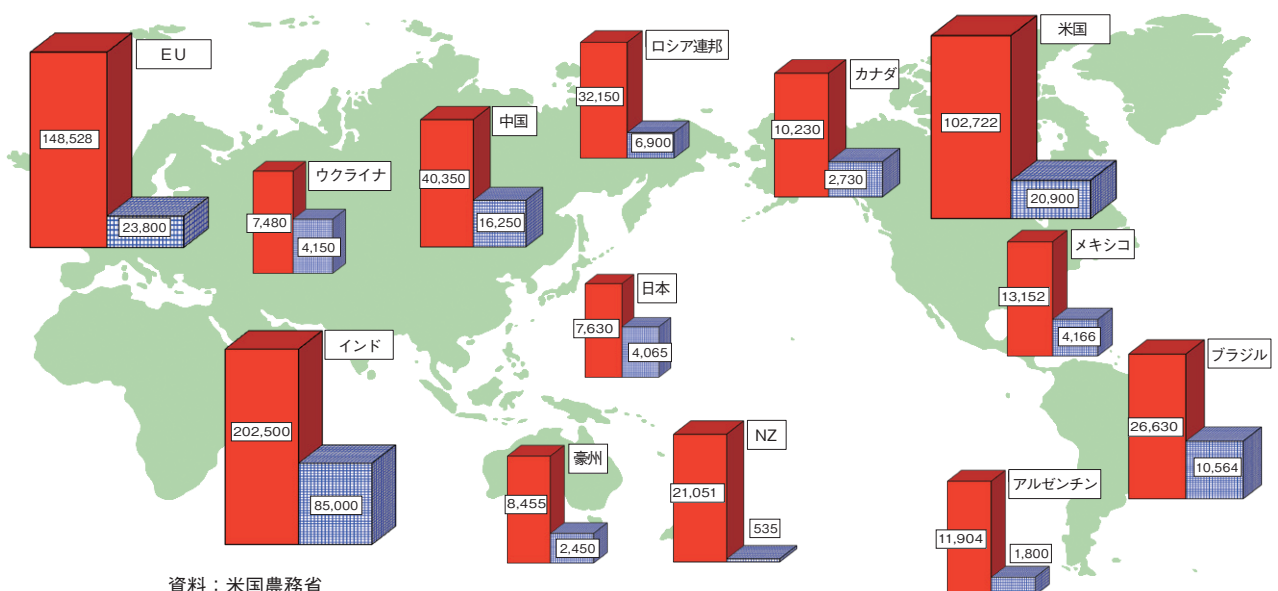 EU
148,528
23,800
ウクライナ
7,480
4,150
中国
40,350
16,250
ロシア連邦
32,150
6,900
カナダ
10,230
2,730
米国
102,722
20,900
メキシコ
13,152
4,166
日本
7,630
4,065
インド
202,500
85,000
豪州
8,455
2,450
NZ
21,051
535
ブラジル
26,630
10,564
アルゼンチン
11,904
1,800
資料：米国農務省